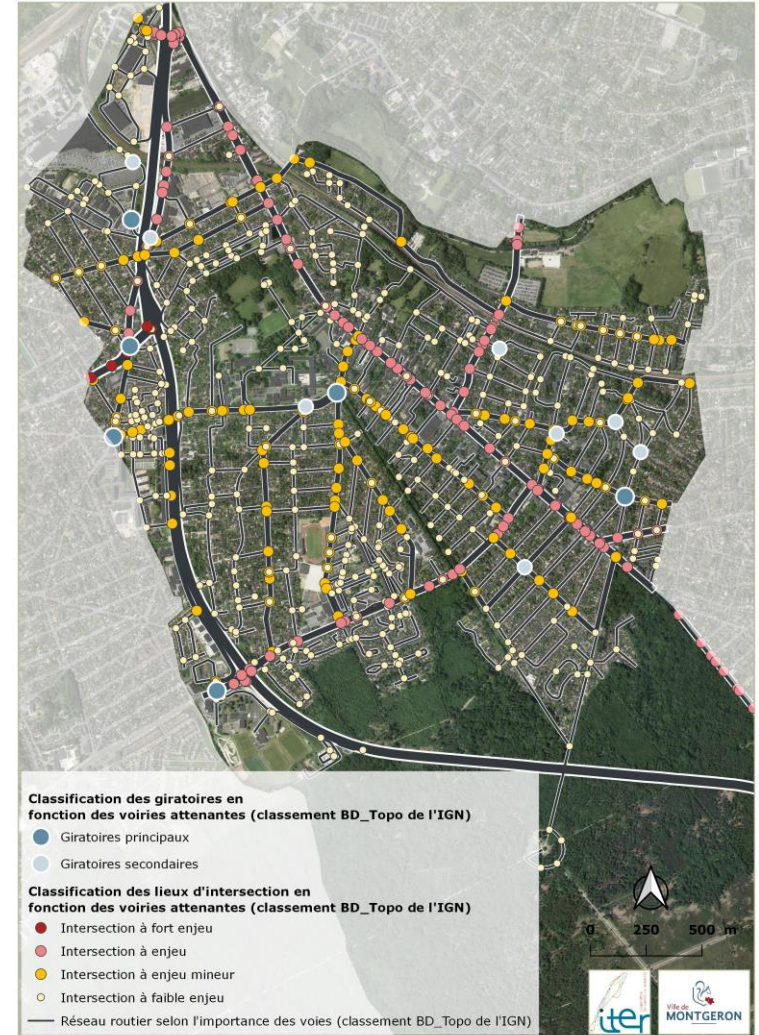 Classification des giratoires en
fonction des voiries attenantes (classement BD_Topo de l'IGN)
Giratoires principaux
Giratoires secondaires
Classification des lieux d'intersection en
fonction des voiries attenantes (classement BD_Topo de l'IGN)
Intersection à fort enjeu
Intersection à enjeu
Intersection à enjeu mineur
Intersection à faible enjeu
Réseau routier selon l'importance des voies (classement BD_Topo de l'IGN)
0 250 500 m
iter
Ville de
MONTGERON